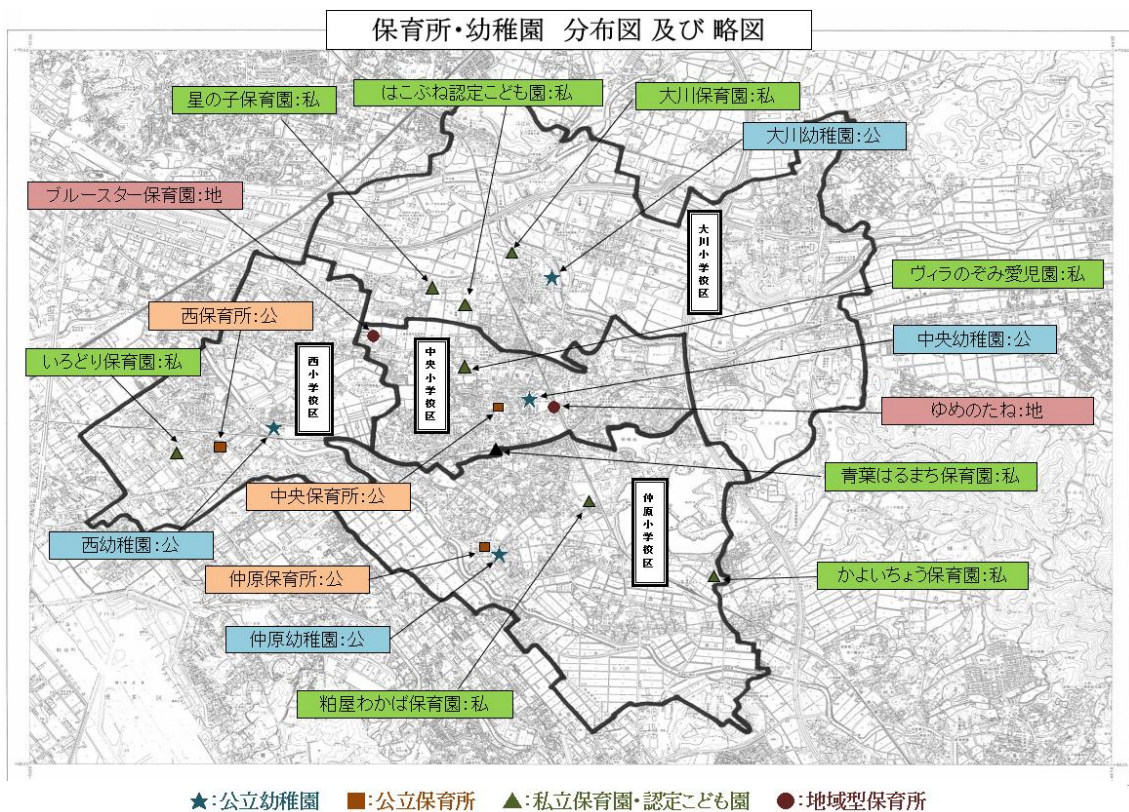 保育所・幼稚園 分布図 及び 略図
星の子保育園:私
はこぶね認定こども園:私
大川保育園:私
大川幼稚園:公
ブルースター保育園:地
大川小学校区
ヴィラのぞみ愛児園:私
西保育所:公
中央幼稚園:公
いろどり保育園:私
西小学校区
中央小学校区
ゆめのたね:地
青葉はるまち保育園:私
中央保育所:公
仲原小学校区
西幼稚園:公
仲原保育所:公
かよいちょう保育園:私
仲原幼稚園:公
粕屋わかば保育園:私
★:公立幼稚園 ■:公立保育所 ▲:私立保育園・認定こども園 ●:地域型保育所